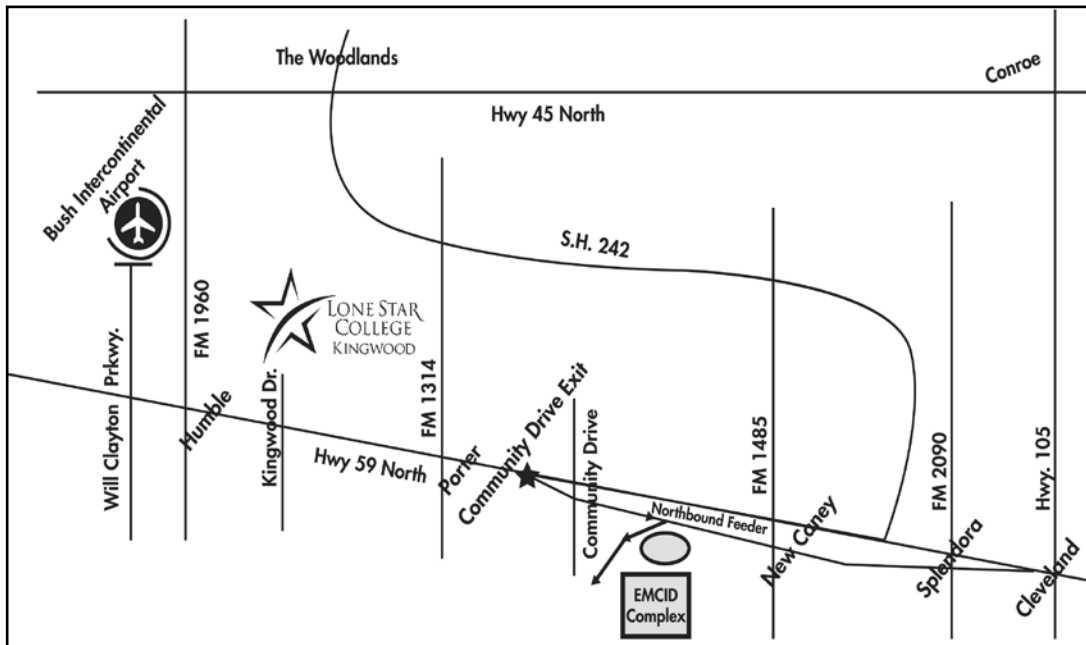 The Woodlands
Conroe
Hwy 45 North
Bush Intercontinental
Airport
S.H. 242
FM 1960
LONE STAR
COLLEGE
KINGWOOD
Will Clayton Prkwy.
Humble
Kingwood Dr.
FM 1314
Hwy 59 North
Porter
Community Drive Exit
Community Drive
Northbound Feeder
FM 1485
New Caney
FM 2090
Splendora
Hwy. 105
Cleveland
EMCID
Complex